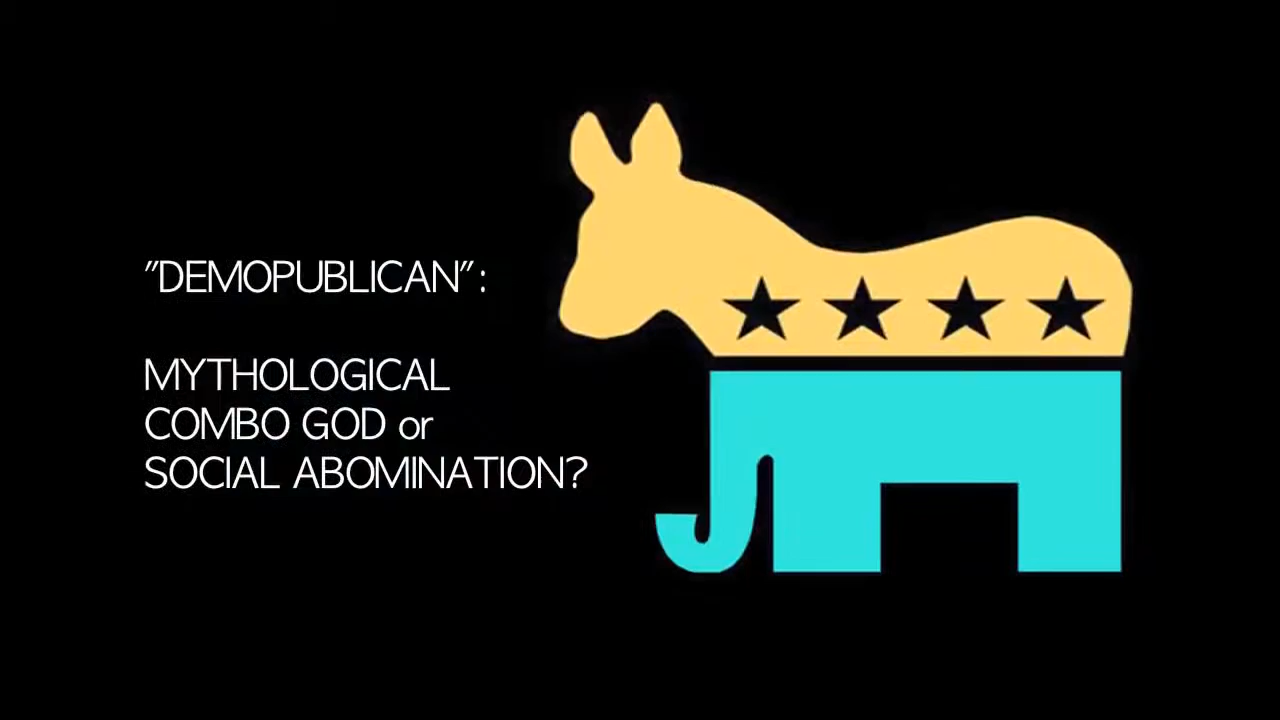 "DEMOPUBLICAN":
MYTHOLOGICAL
COMBO GOD or
SOCIAL ABOMINATION?